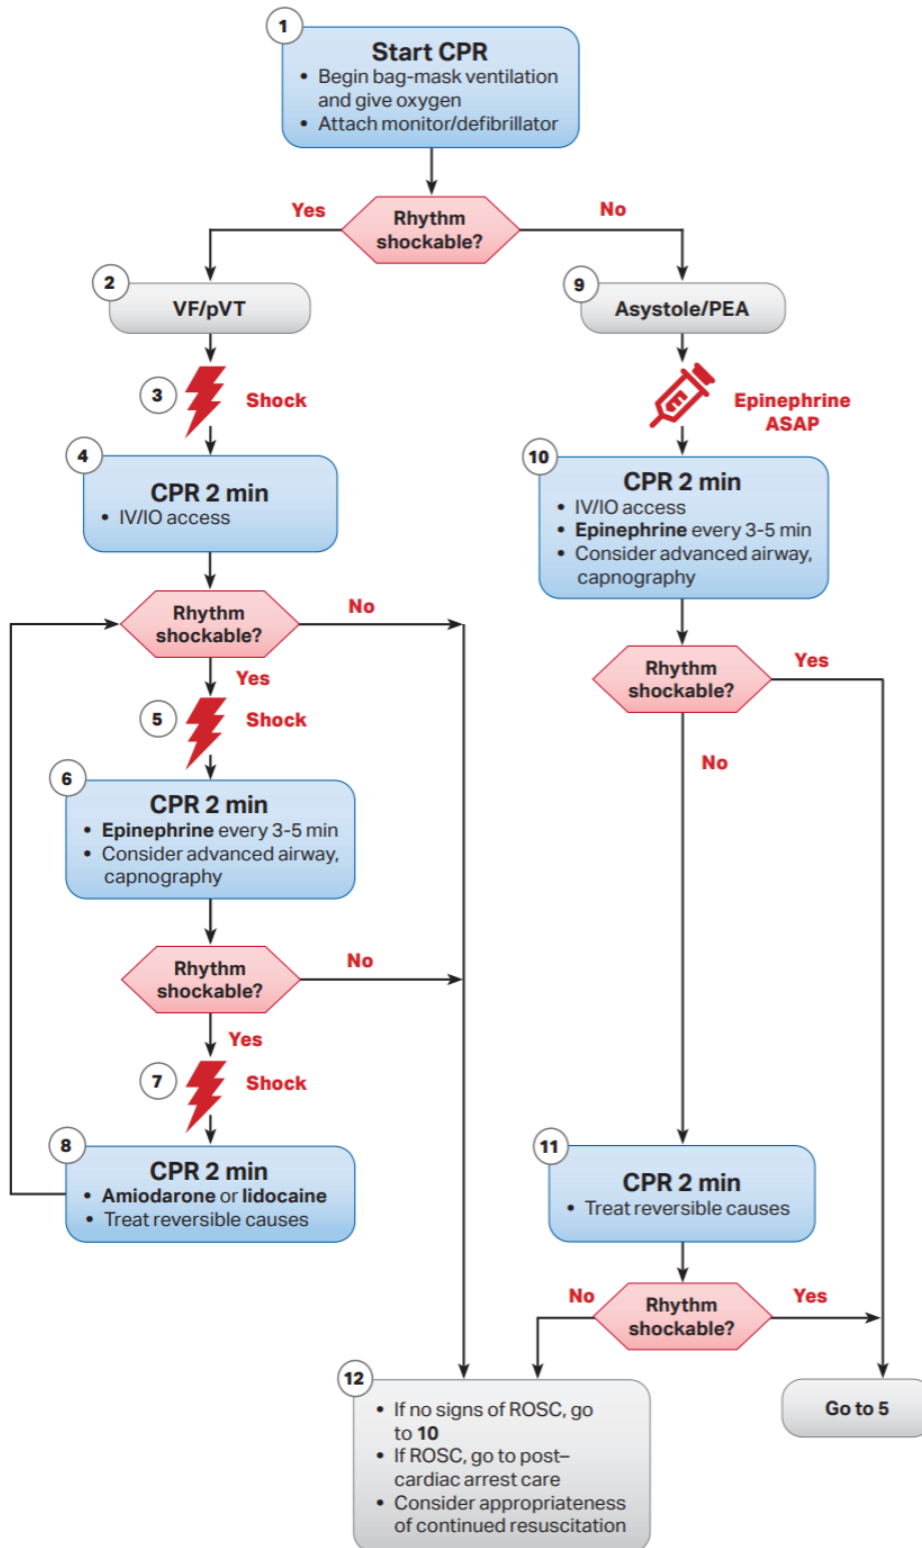 1
Start CPR
• Begin bag-mask ventilation
and give oxygen
• Attach monitor/defibrillator
Rhythm
shockable?
Yes
No
2
VF/pVT
9
Asystole/PEA
3
Shock
Epinephrine
ASAP
4
CPR 2 min
• IV/IO access
10
CPR 2 min
• IV/IO access
• Epinephrine every 3-5 min
• Consider advanced airway,
capnography
Rhythm
shockable?
No
Yes
Rhythm
shockable?
Yes
No
5
Shock
6
CPR 2 min
• Epinephrine every 3-5 min
• Consider advanced airway,
capnography
Rhythm
shockable?
No
Yes
7
Shock
8
CPR 2 min
• Amiodarone or lidocaine
• Treat reversible causes
11
CPR 2 min
• Treat reversible causes
Rhythm
shockable?
No
Yes
12
• If no signs of ROSC, go
to 10
• If ROSC, go to post–
cardiac arrest care
• Consider appropriateness
of continued resuscitation
Go to 5